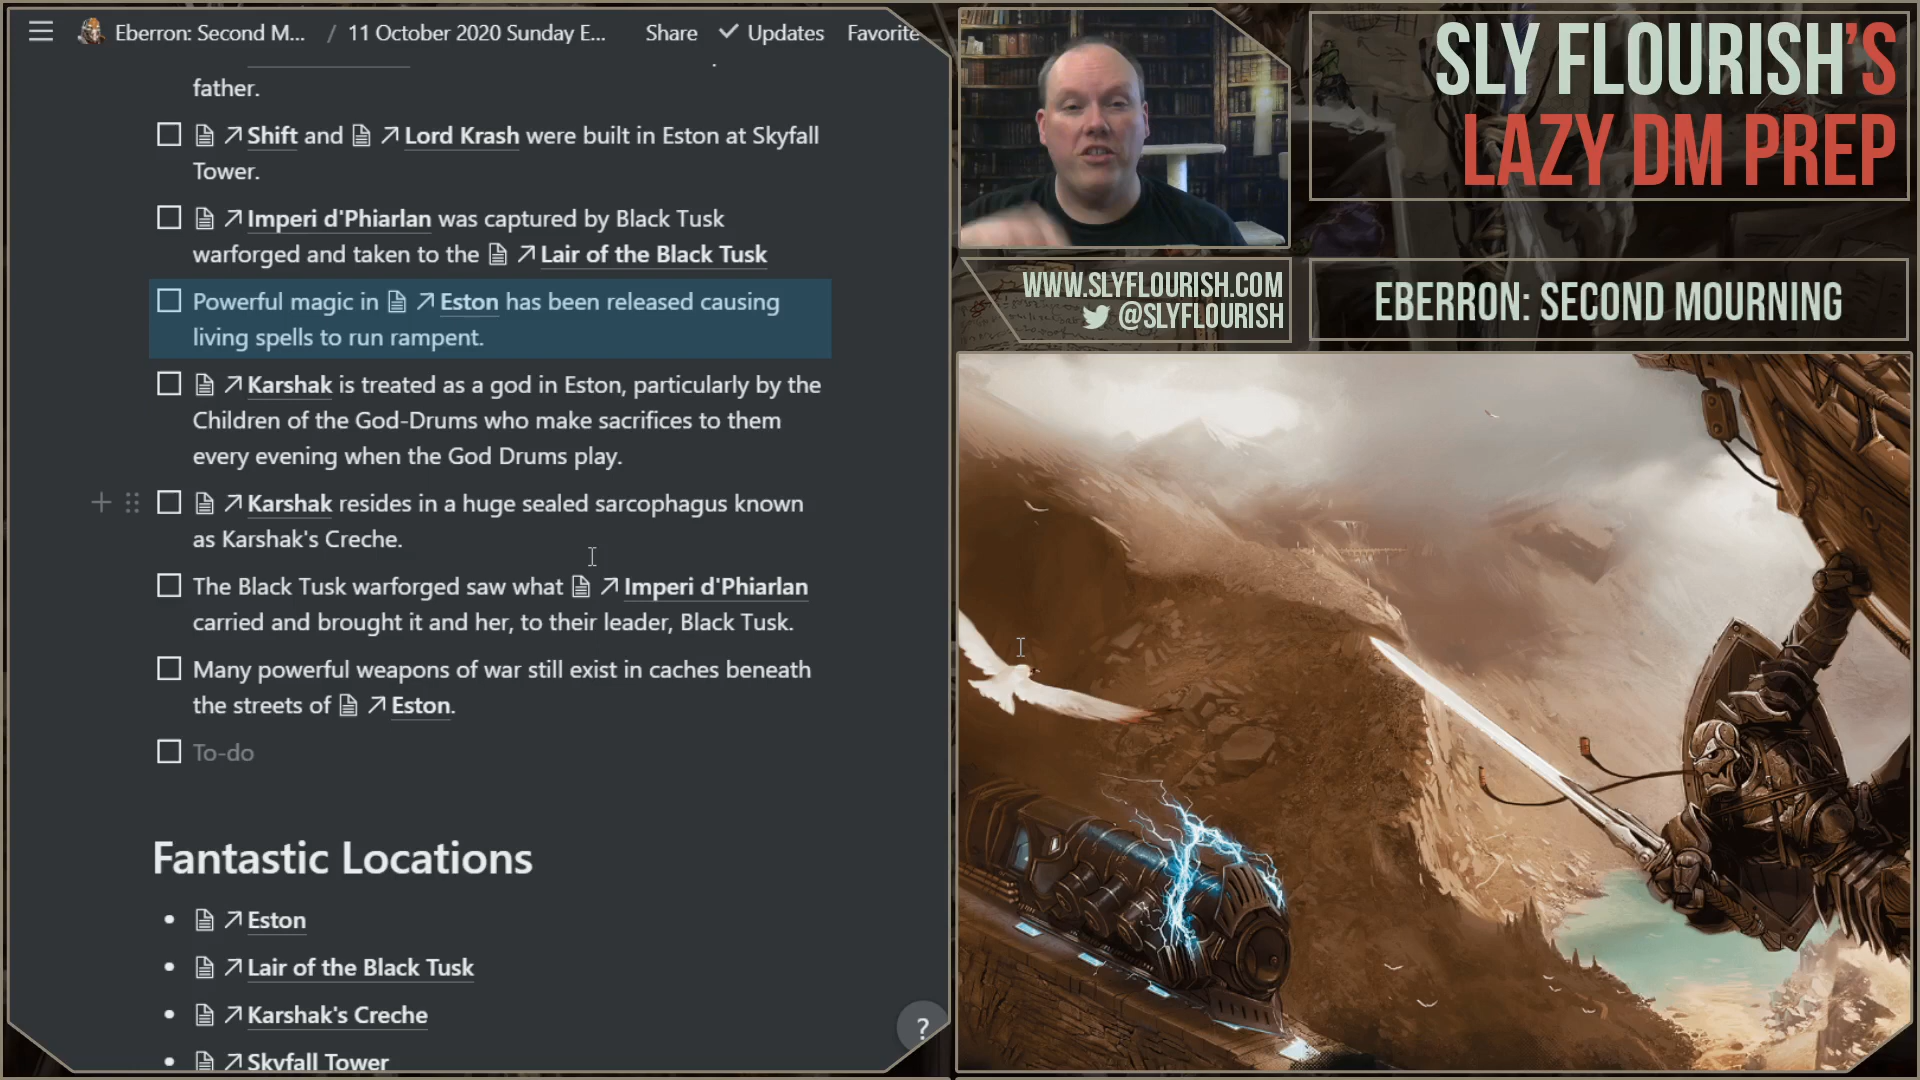 Eberron: Second M... / 11 October 2020 Sunday E... Share Updates Favorite
father.
Shift and Lord Krash were built in Eston at Skyfall
Tower.
Imperi d'Phiarlan was captured by Black Tusk
warforged and taken to the Lair of the Black Tusk
Powerful magic in Eston has been released causing
living spells to run rampent.
Karshak is treated as a god in Eston, particularly by the
Children of the God-Drums who make sacrifices to them
every evening when the God Drums play.
Karshak resides in a huge sealed sarcophagus known
as Karshak's Creche.
The Black Tusk warforged saw what Imperi d'Phiarlan
carried and brought it and her, to their leader, Black Tusk.
Many powerful weapons of war still exist in caches beneath
the streets of Eston.
To-do
Fantastic Locations
Eston
Lair of the Black Tusk
Karshak's Creche
Skyfall Tower
?
SLY FLOURISH'S
LAZY DM PREP
WWW.SLYFLOURISH.COM
@SLYFLOURISH
EBERRON: SECOND MOURNING